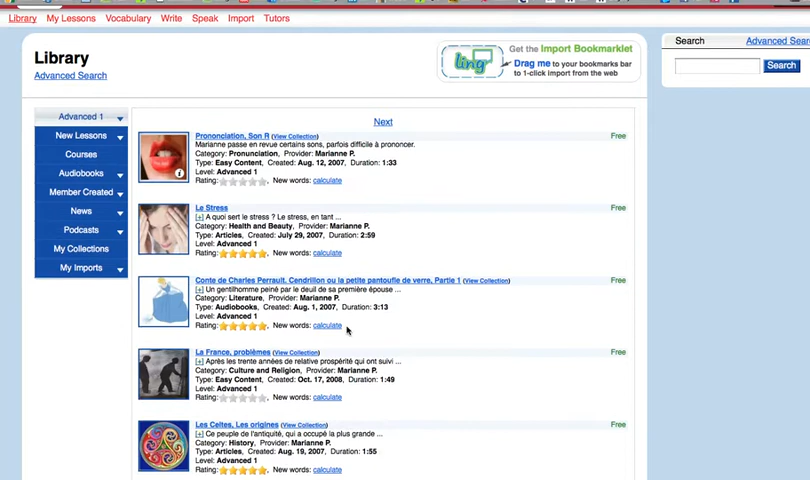 Library My Lessons Vocabulary Write Speak Import Tutors
Library
Advanced Search
ling
Get the Import Bookmarklet
Drag me to your bookmarks bar
to 1-click import from the web
Search Advanced Sear
Search
Advanced 1
New Lessons
Courses
Audiobooks
Member Created
News
Podcasts
My Collections
My Imports
Next
Prononciation, Son R (View Collection) Free
Marianne passe en revue certains sons, parfois difficile à prononcer.
Category: Pronunciation, Provider: Marianne P.
Type: Easy Content, Created: Aug. 12, 2007, Duration: 1:33
Level: Advanced 1
Rating: New words: calculate
Le Stress Free
[+] A quoi sert le stress ? Le stress, en tant ...
Category: Health and Beauty, Provider: Marianne P.
Type: Articles, Created: July 29, 2007, Duration: 2:59
Level: Advanced 1
Rating: , New words: calculate
Conte de Charles Perrault, Cendrillon ou la petite pantoufle de verre, Partie 1 (View Collection) Free
[+] Un gentilhomme peiné par le deuil de sa première épouse ...
Category: Literature, Provider: Marianne P.
Type: Audiobooks, Created: Aug. 1, 2007, Duration: 3:13
Level: Advanced 1
Rating: , New words: calculate
La France, problèmes (View Collection) Free
[+] Après les trente années de relative prospérité qui ont suivi ...
Category: Culture and Religion, Provider: Marianne P.
Type: Easy Content, Created: Oct. 17, 2008, Duration: 1:49
Level: Advanced 1
Rating: , New words: calculate
Les Celtes, Les origines (View Collection) Free
[+] Ce peuple de l'antiquité, qui a occupé la plus grande ...
Category: History, Provider: Marianne P.
Type: Articles, Created: Aug. 19, 2007, Duration: 1:55
Level: Advanced 1
Rating: , New words: calculate